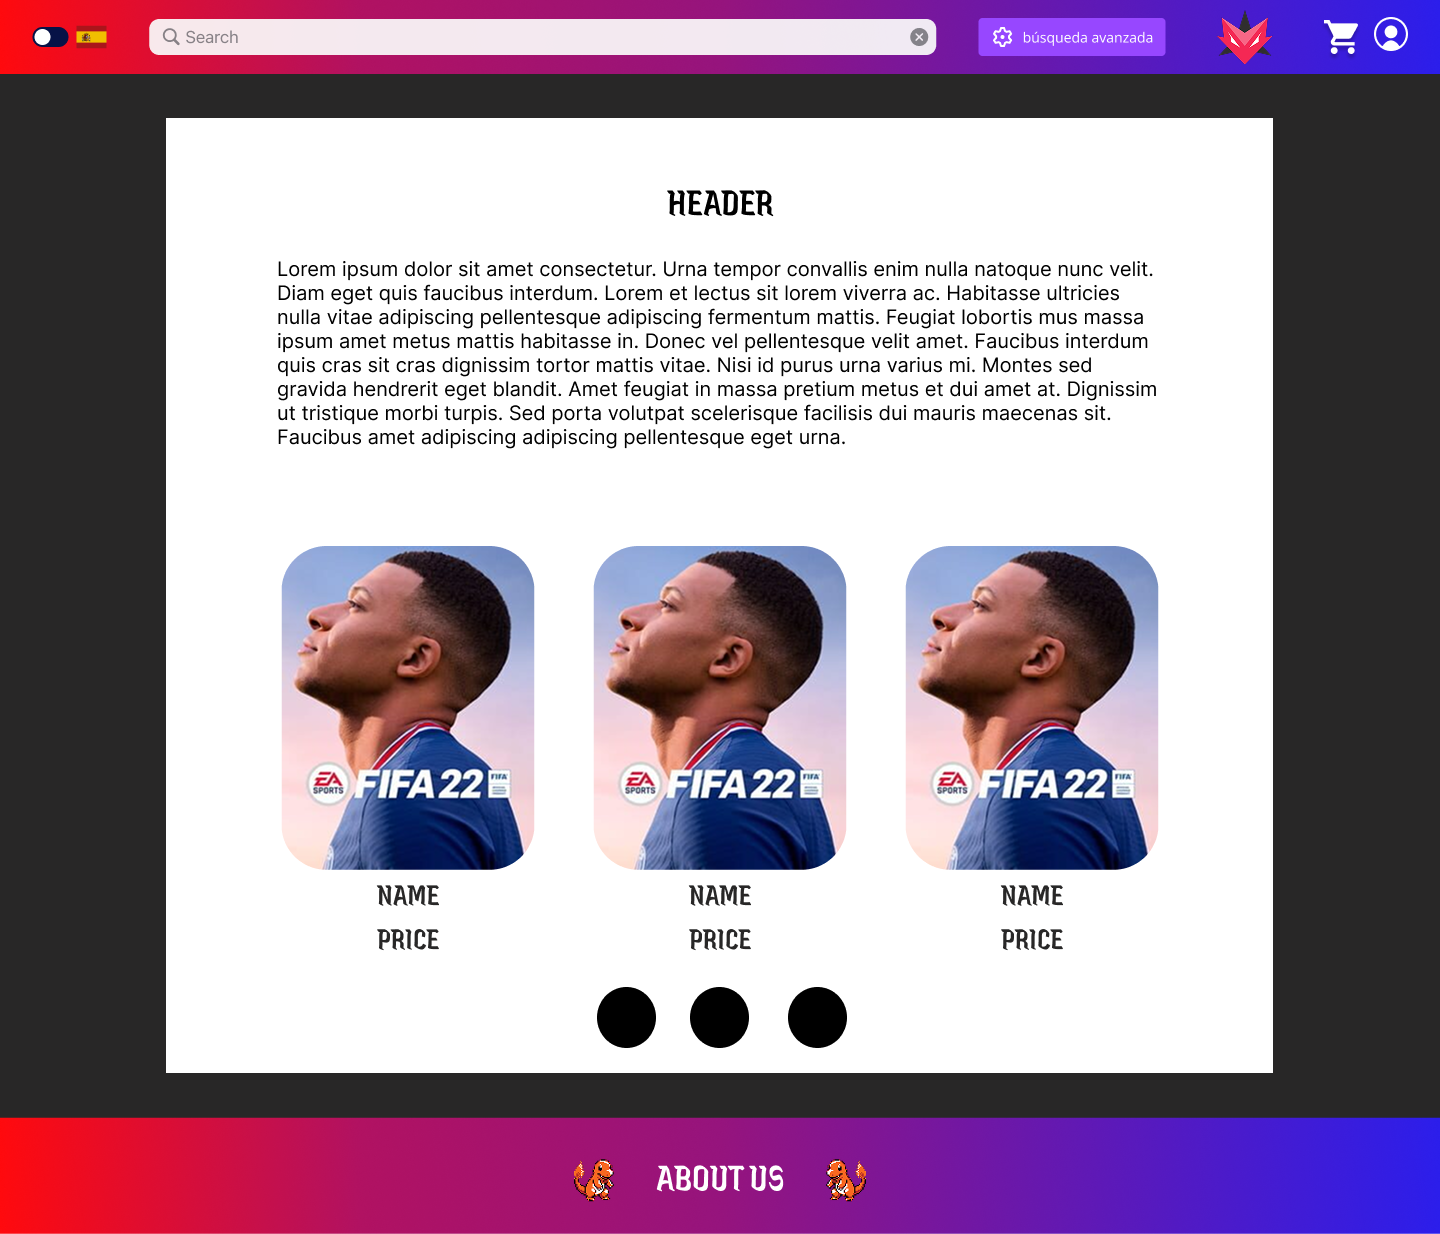 Search
búsqueda avanzada
HEADER
Lorem ipsum dolor sit amet consectetur. Urna tempor convallis enim nulla natoque nunc velit.
Diam eget quis faucibus interdum. Lorem et lectus sit lorem viverra ac. Habitasse ultricies
nulla vitae adipiscing pellentesque adipiscing fermentum mattis. Feugiat lobortis mus massa
ipsum amet metus mattis habitasse in. Donec vel pellentesque velit amet. Faucibus interdum
quis cras sit cras dignissim tortor mattis vitae. Nisi id purus urna varius mi. Montes sed
gravida hendrerit eget blandit. Amet feugiat in massa pretium metus et dui amet at. Dignissim
ut tristique morbi turpis. Sed porta volutpat scelerisque facilisis dui mauris maecenas sit.
Faucibus amet adipiscing adipiscing pellentesque eget urna.
EA SPORTS FIFA 22 FIFA
EA SPORTS FIFA 22 FIFA
EA SPORTS FIFA 22 FIFA
NAME NAME NAME
PRICE PRICE PRICE
ABOUT US